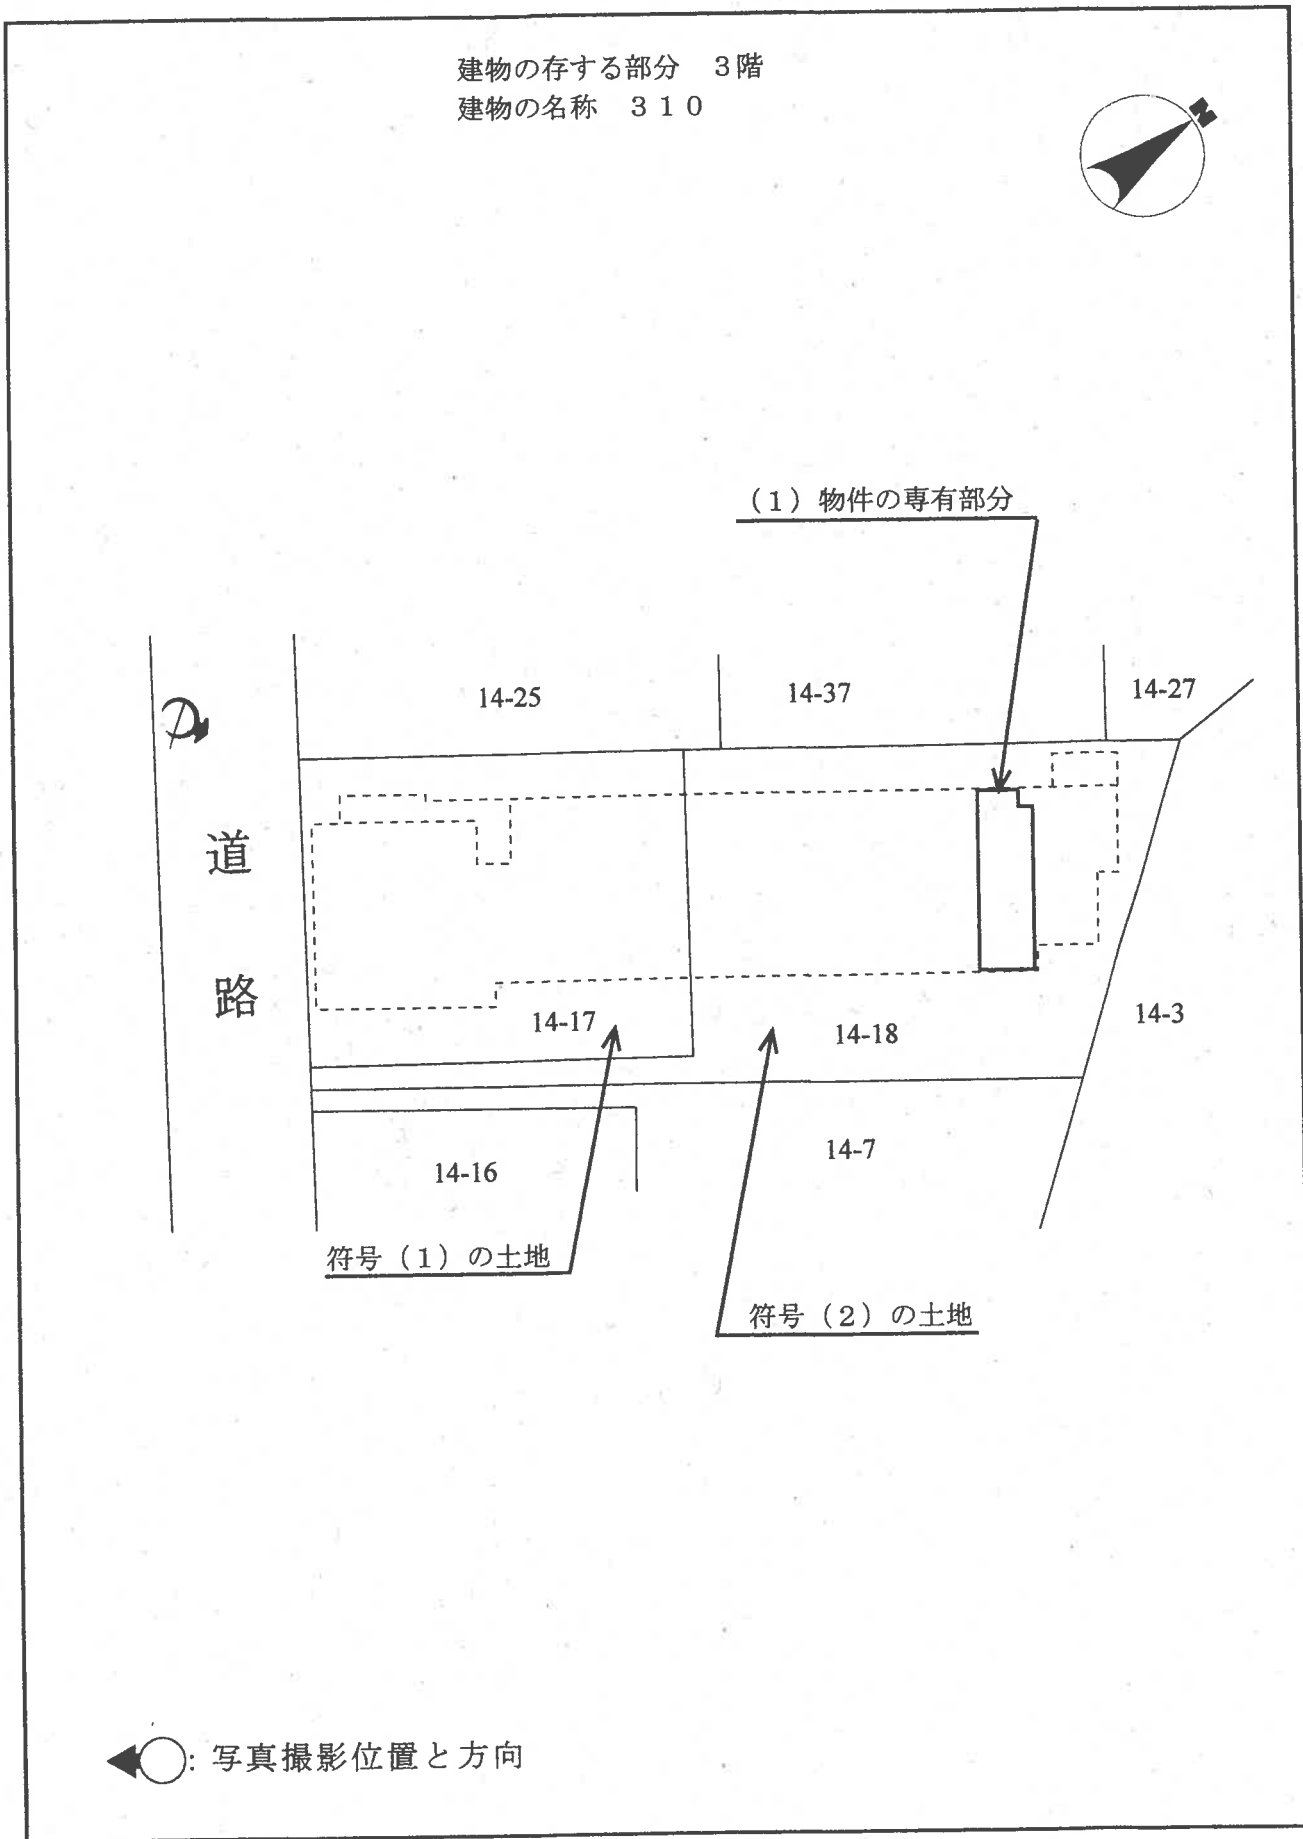 建物の存する部分　3階
建物の名称　310
N
(1)物件の専有部分
14-25
14-37
14-27
道路
14-17
14-18
14-3
14-16
14-7
符号(1)の土地
符号(2)の土地
: 写真撮影位置と方向